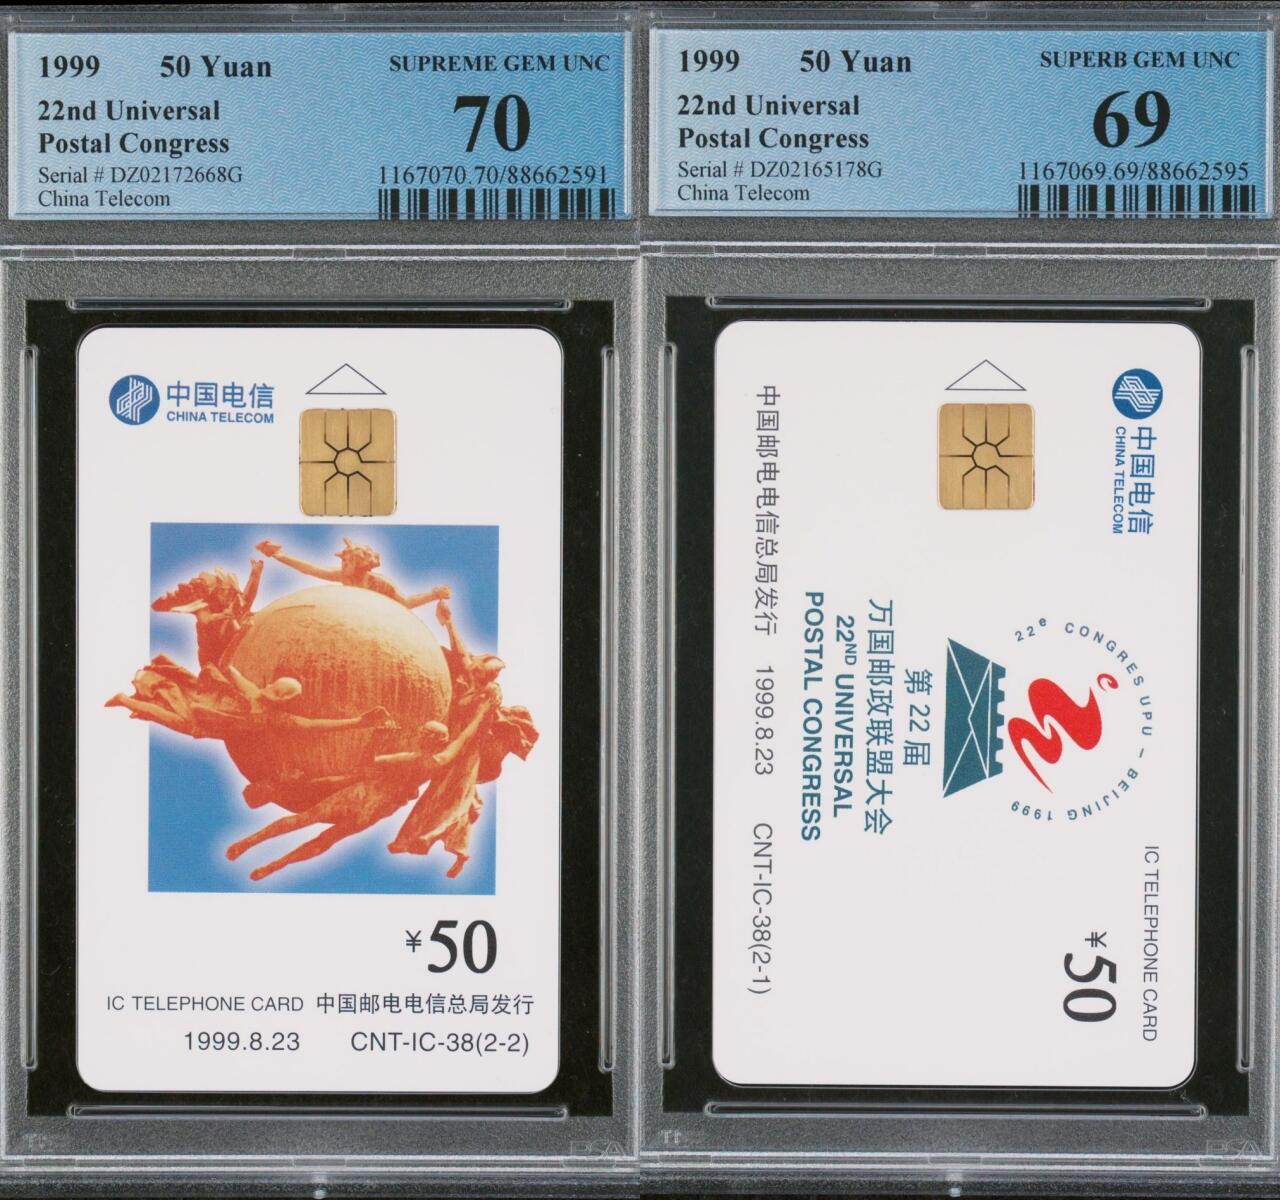 1999 50 Yuan SUPREME GEM UNC
22nd Universal
Postal Congress
70
Serial # DZ02172668G
1167070.70/88662591
China Telecom
中国电信
CHINA TELECOM
¥50
IC TELEPHONE CARD 中国邮电电信总局发行
1999.8.23 CNT-IC-38(2-2)
1999 50 Yuan SUPERB GEM UNC
22nd Universal
Postal Congress
69
Serial # DZ02165178G
1167069.69/88662595
China Telecom
中国电信
CHINA TELECOM
22e CONGRES UPU ~ BEIJING 1999
IC TELEPHONE CARD
¥50
第22届
万国邮政联盟大会
22ND UNIVERSAL
POSTAL CONGRESS
中国邮电电信总局发行 1999.8.23 CNT-IC-38(2-1)
PSA
PSA